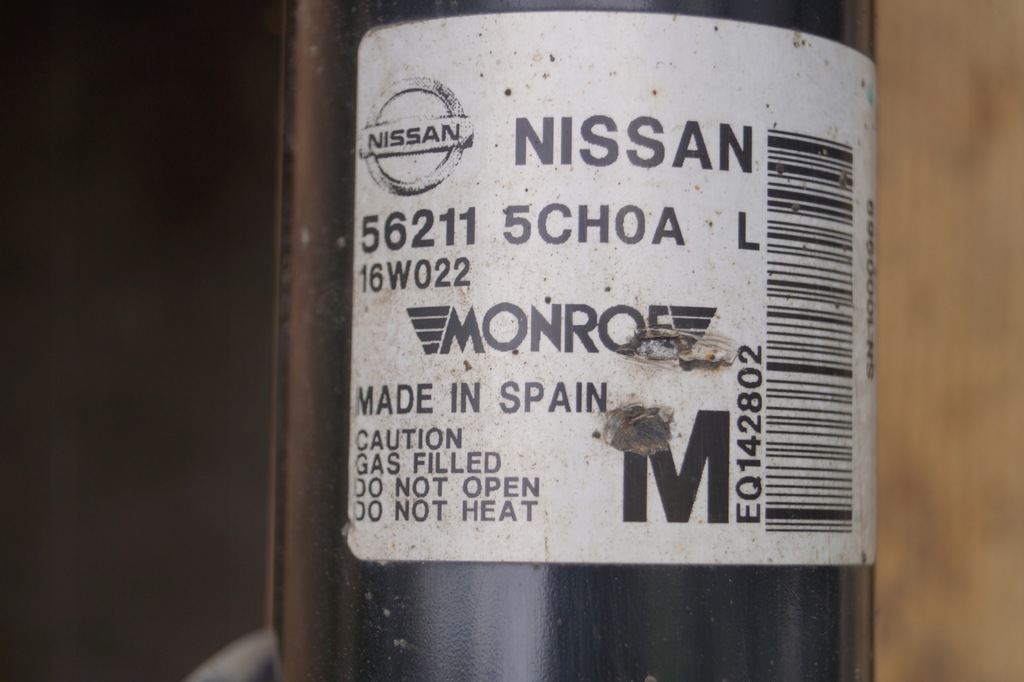 NISSAN
NISSAN
56211 5CH0A L
16W022
MONROE
MADE IN SPAIN
CAUTION
GAS FILLED
DO NOT OPEN
DO NOT HEAT
M
EQ142802